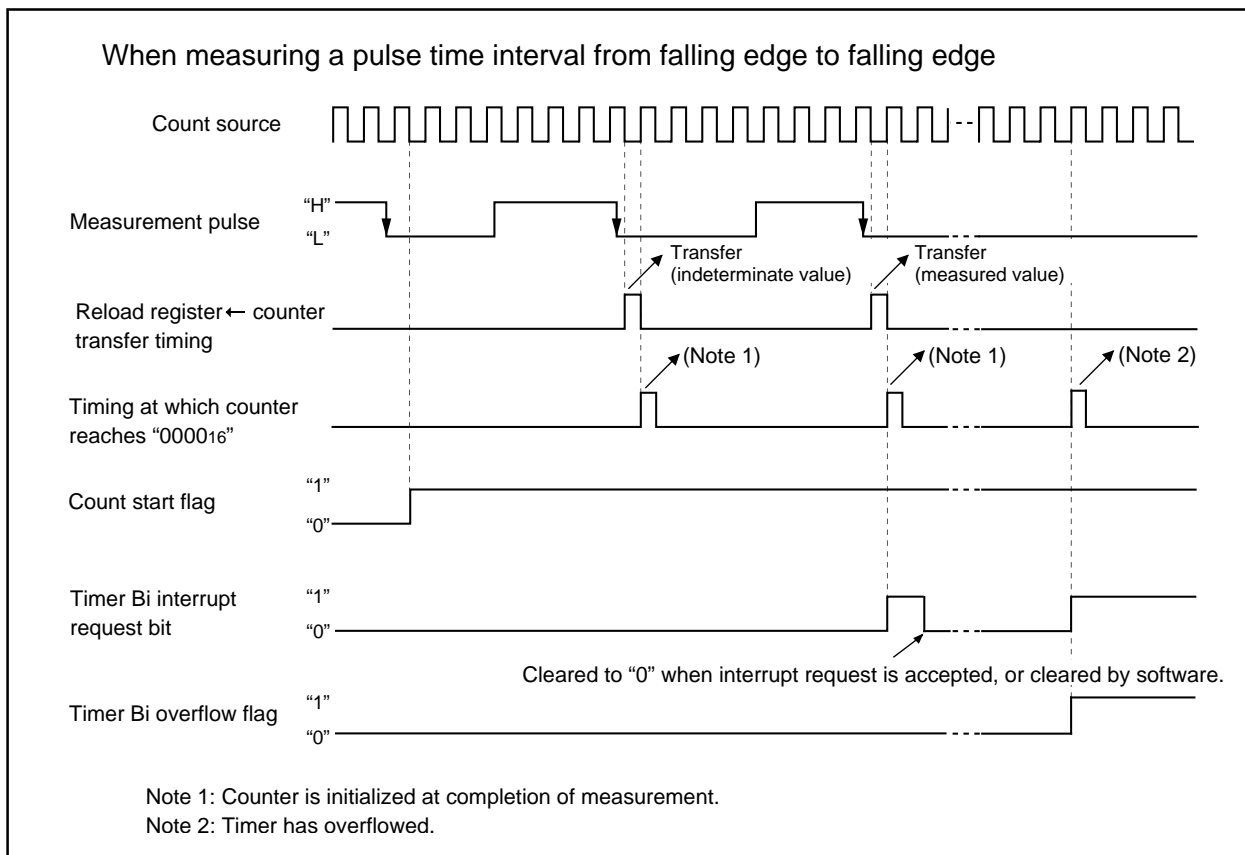 When measuring a pulse time interval from falling edge to falling edge
Count source
Measurement pulse
“H”
“L”
Transfer
(indeterminate value)
Transfer
(measured value)
Reload register ← counter
transfer timing
(Note 1)
(Note 1)
(Note 2)
Timing at which counter
reaches “000016”
Count start flag
“1”
“0”
Timer Bi interrupt
request bit
“1”
“0”
Cleared to “0” when interrupt request is accepted, or cleared by software.
Timer Bi overflow flag
“1”
“0”
Note 1: Counter is initialized at completion of measurement.
Note 2: Timer has overflowed.